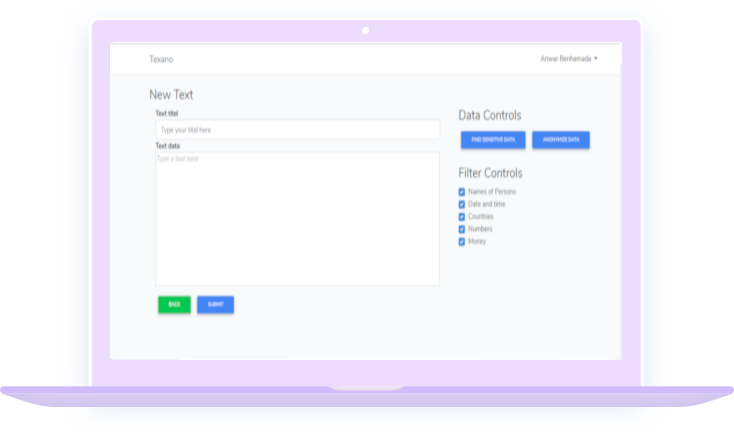 Texano
Anwar Benhamada
New Text
Text titel
Type your titel here
Text data
Type a text here
BACK
SUBMIT
Data Controls
FIND SENSITIVE DATA
ANONYMIZE DATA
Filter Controls
Names of Persons
Date and time
Countries
Numbers
Money